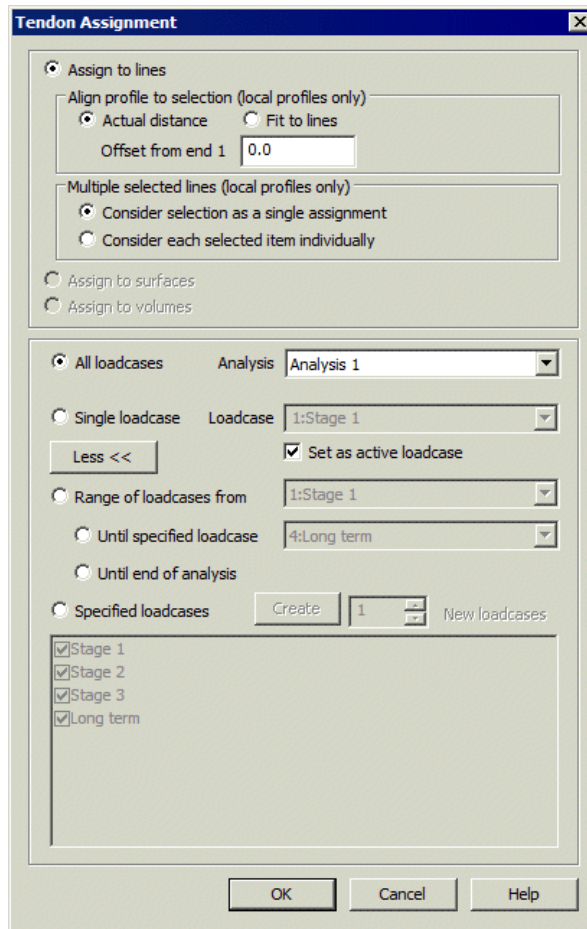 Tendon Assignment
Assign to lines
Align profile to selection (local profiles only)
Actual distance Fit to lines
Offset from end 1 0.0
Multiple selected lines (local profiles only)
Consider selection as a single assignment
Consider each selected item individually
Assign to surfaces
Assign to volumes
All loadcases Analysis Analysis 1
Single loadcase Loadcase 1:Stage 1
Less << Set as active loadcase
Range of loadcases from 1:Stage 1
Until specified loadcase 4:Long term
Until end of analysis
Specified loadcases Create 1 New loadcases
Stage 1
Stage 2
Stage 3
Long term
OK Cancel Help